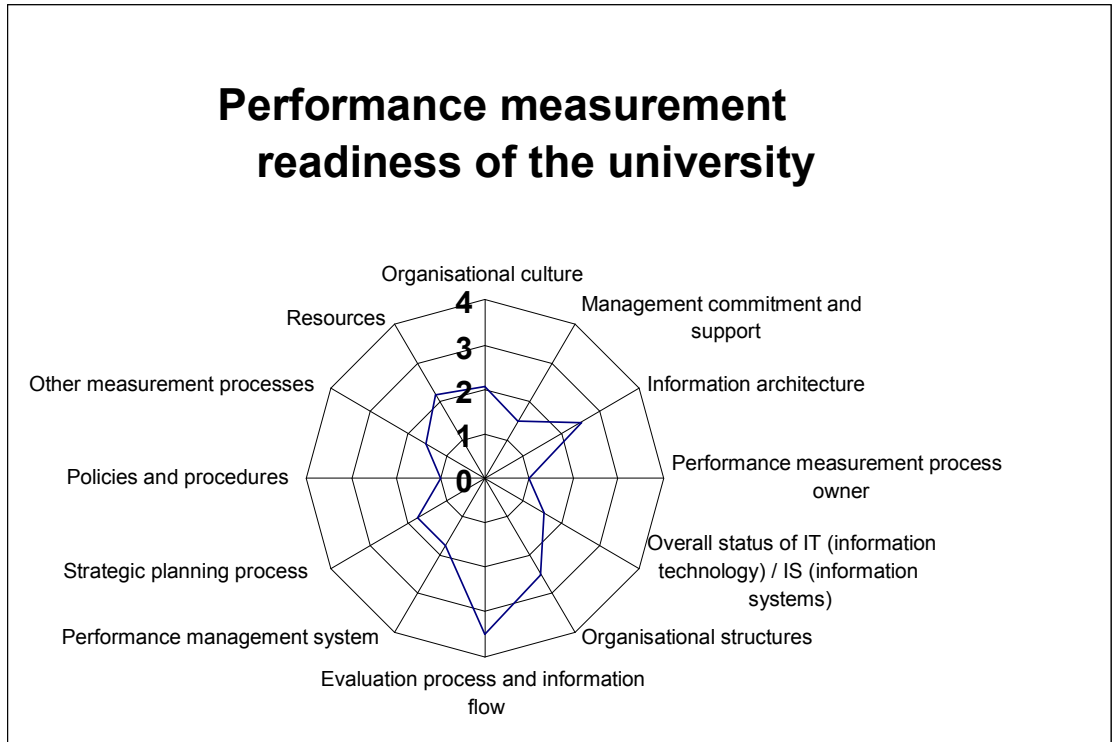 Performance measurement
readiness of the university
Organisational culture
Management commitment and
support
Information architecture
Performance measurement process
owner
Overall status of IT (information
technology) / IS (information
systems)
Organisational structures
Evaluation process and information
flow
Performance management system
Strategic planning process
Policies and procedures
Other measurement processes
Resources
4
3
2
1
0